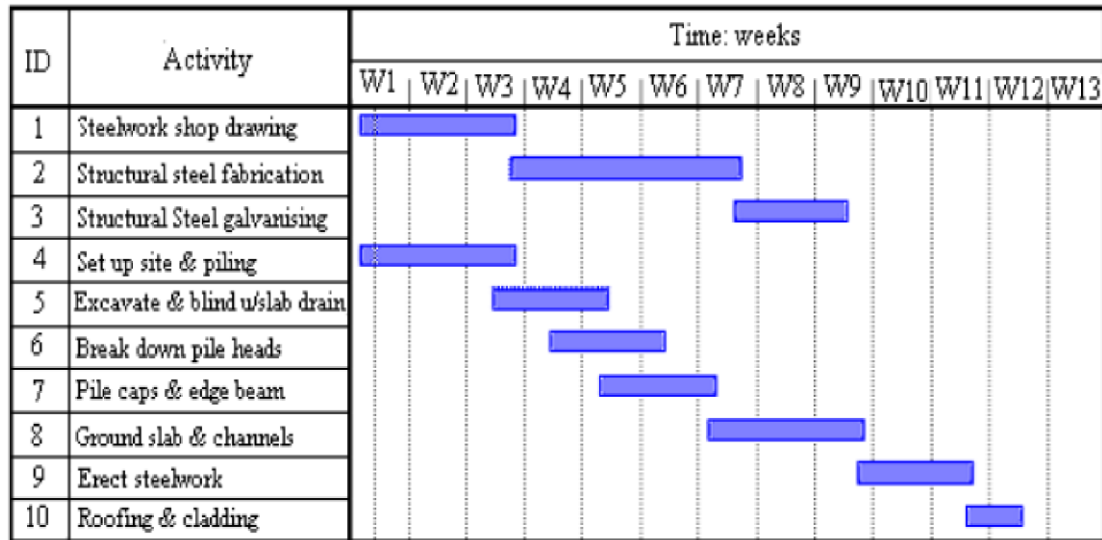 ID Activity Time: weeks
W1 W2 W3 W4 W5 W6 W7 W8 W9 W10 W11 W12 W13
1 Steelwork shop drawing
2 Structural steel fabrication
3 Structural Steel galvanising
4 Set up site & piling
5 Excavate & blind u/slab drain
6 Break down pile heads
7 Pile caps & edge beam
8 Ground slab & channels
9 Erect steelwork
10 Roofing & cladding